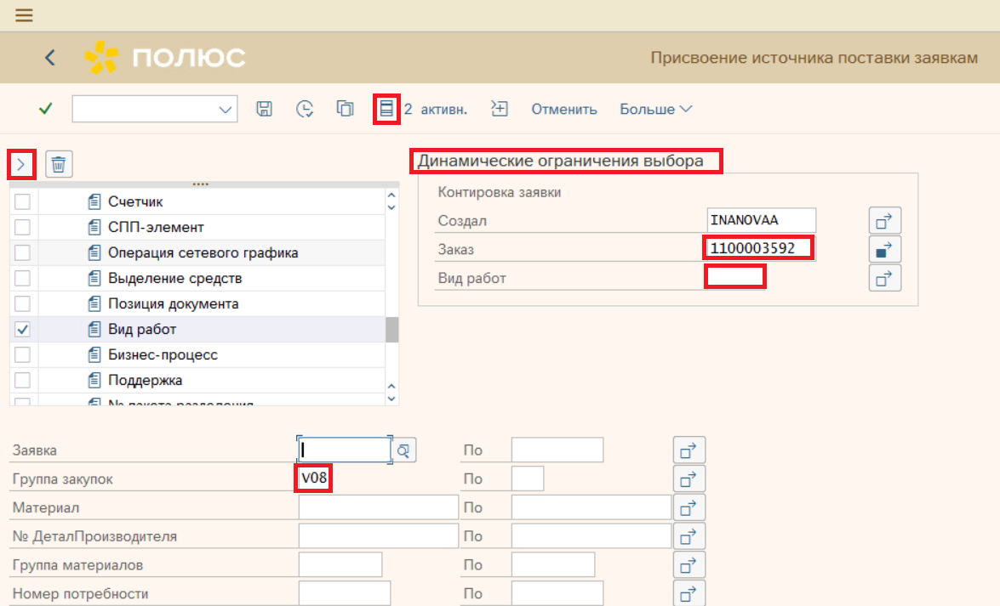 ПОЛЮС
Присвоение источника поставки заявкам
2 активн.
Отменить
Больше
Динамические ограничения выбора
Контировка заявки
Создал INANOVAA
Заказ 1100003592
Вид работ
Счетчик
СПП-элемент
Операция сетевого графика
Выделение средств
Позиция документа
Вид работ
Бизнес-процесс
Поддержка
№ пакета разделения
Заявка По
Группа закупок V08 По
Материал По
№ ДеталПроизводителя По
Группа материалов По
Номер потребности По